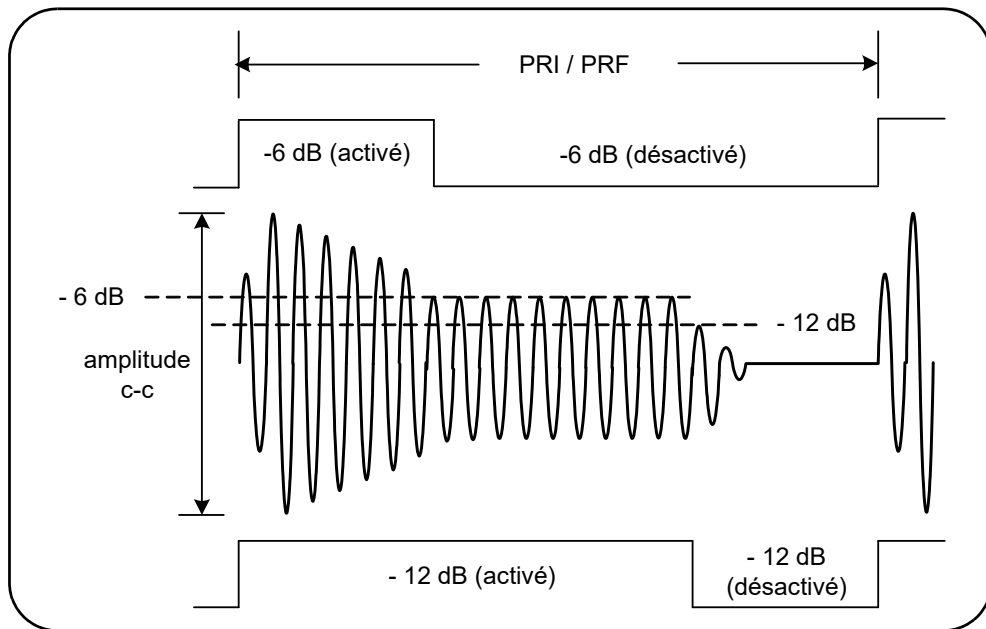 PRI / PRF
-6 dB (activé)
-6 dB (désactivé)
- 6 dB
- 12 dB
amplitude
c-c
- 12 dB (activé)
- 12 dB
(désactivé)